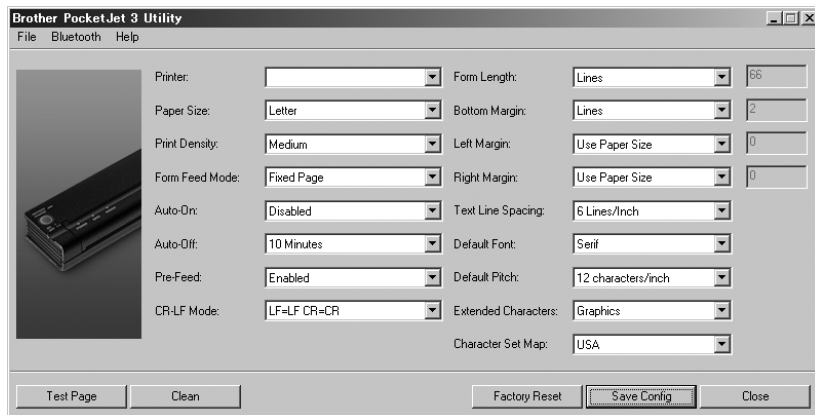 Brother PocketJet 3 Utility
File Bluetooth Help
Printer: Form Length: Lines 66
Paper Size: Letter Bottom Margin: Lines 2
Print Density: Medium Left Margin: Use Paper Size 0
Form Feed Mode: Fixed Page Right Margin: Use Paper Size 0
Auto-On: Disabled Text Line Spacing: 6 Lines/Inch
Auto-Off: 10 Minutes Default Font: Serif
Pre-Feed: Enabled Default Pitch: 12 characters/inch
CR-LF Mode: LF=LF CR=CR Extended Characters: Graphics
Character Set Map: USA
Test Page Clean Factory Reset Save Config Close